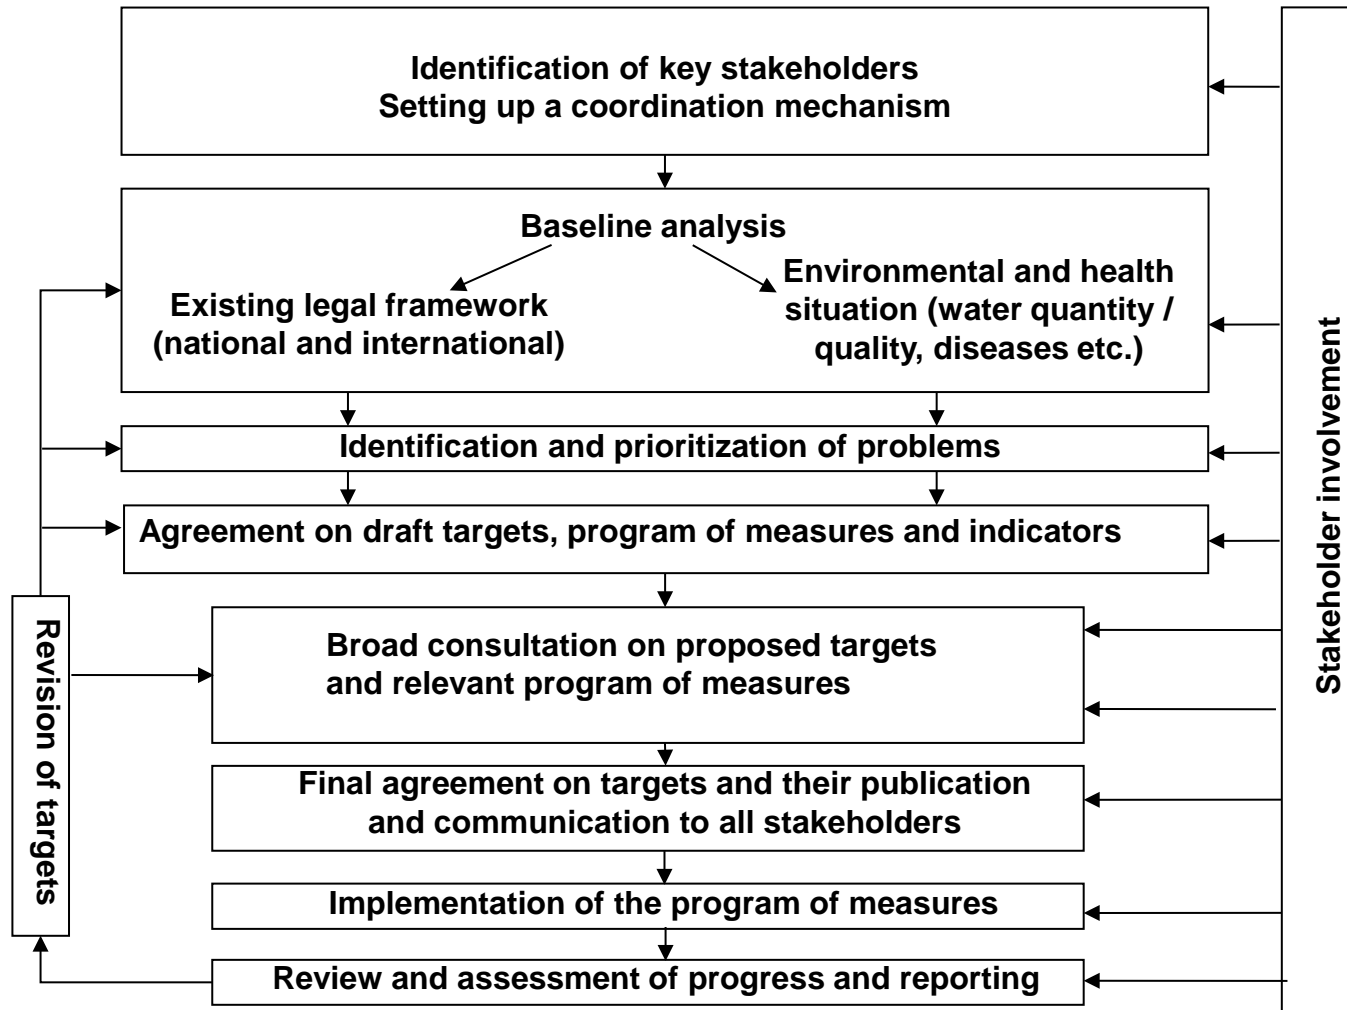 Identification of key stakeholders
Setting up a coordination mechanism
Baseline analysis
Existing legal framework
(national and international)
Environmental and health
situation (water quantity /
quality, diseases etc.)
Identification and prioritization of problems
Agreement on draft targets, program of measures and indicators
Broad consultation on proposed targets
and relevant program of measures
Final agreement on targets and their publication
and communication to all stakeholders
Implementation of the program of measures
Review and assessment of progress and reporting
Revision of targets
Stakeholder involvement